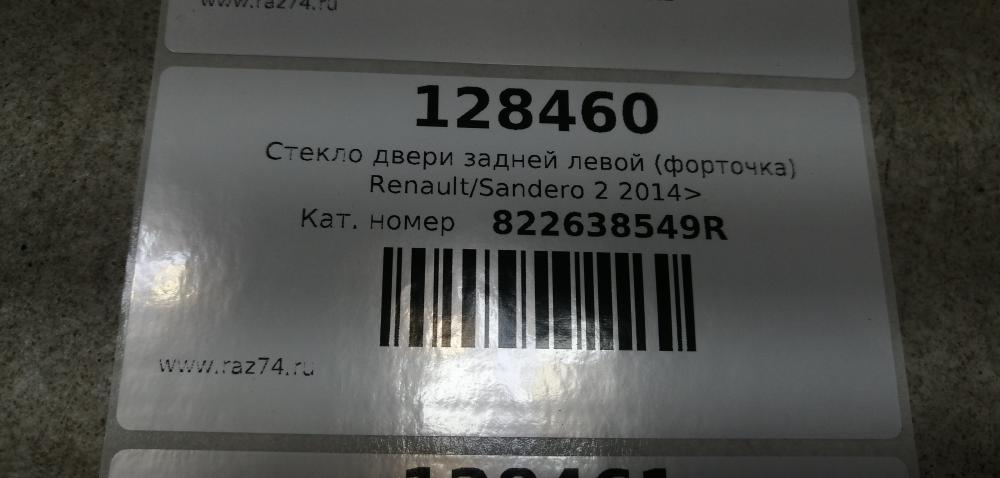 www.raz74.ru
128460
Стекло двери задней левой (форточка)
Renault/Sandero 2 2014>
Кат. номер 822638549R
www.raz74.ru
128461